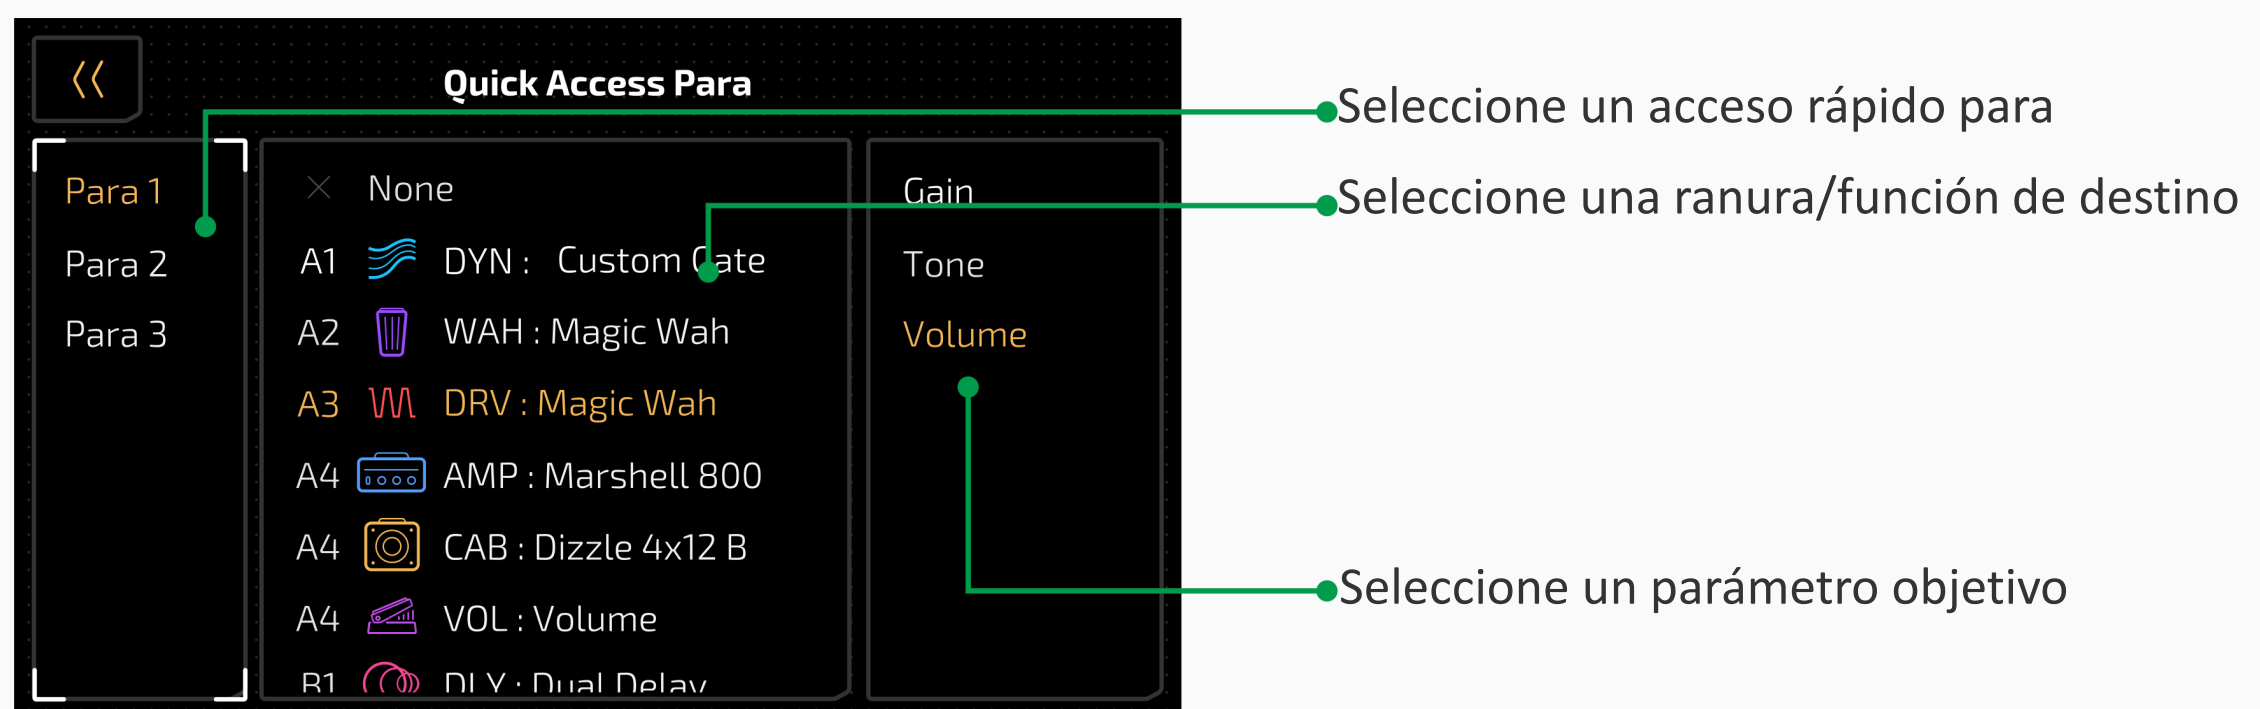 Quick Access Para
Seleccione un acceso rápido para
Para 1
Para 2
Para 3
None
A1 DYN : Custom Gate
A2 WAH : Magic Wah
A3 DRV : Magic Wah
A4 AMP : Marshell 800
A4 CAB : Dizzle 4x12 B
A4 VOL : Volume
B1 DLY : Dual Delay
Gain
Tone
Volume
Seleccione una ranura/función de destino
Seleccione un parámetro objetivo